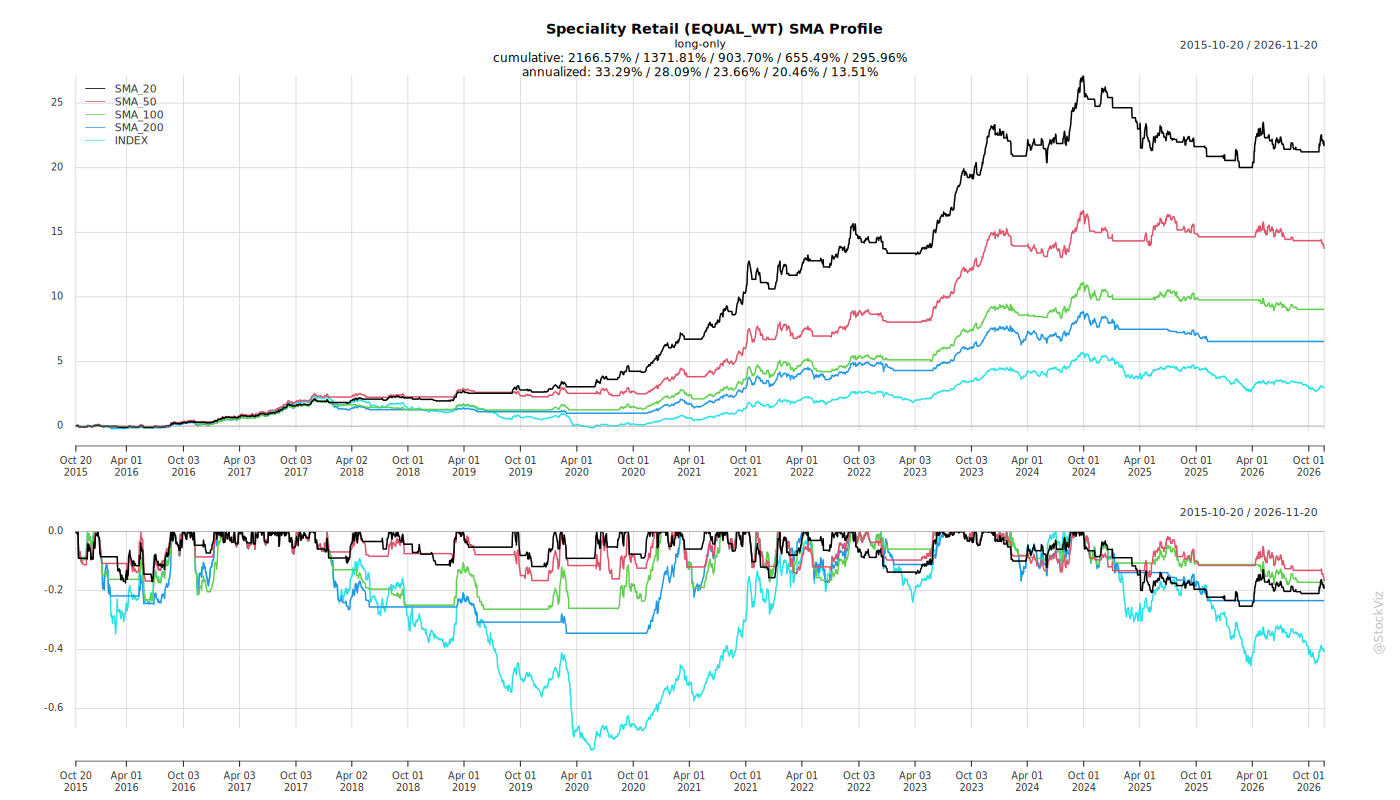 Speciality Retail (EQUAL_WT) SMA Profile
long-only
cumulative: 2166.57% / 1371.81% / 903.70% / 655.49% / 295.96%
annualized: 33.29% / 28.09% / 23.66% / 20.46% / 13.51%
2015-10-20 / 2026-11-20
SMA_20
SMA_50
SMA_100
SMA_200
INDEX
25
20
15
10
5
0
Oct 20 Apr 01 Oct 03 Apr 03 Oct 03 Apr 02 Oct 01 Apr 01 Oct 01 Apr 01 Oct 01 Apr 01 Oct 01 Apr 01 Oct 03 Apr 03 Oct 03 Apr 01 Oct 01 Apr 01 Oct 01 Apr 01 Oct 01
2015 2016 2016 2017 2017 2018 2018 2019 2019 2020 2020 2021 2021 2022 2022 2023 2023 2024 2024 2025 2025 2026 2026
2015-10-20 / 2026-11-20
0.0
-0.2
-0.4
-0.6
Oct 20 Apr 01 Oct 03 Apr 03 Oct 03 Apr 02 Oct 01 Apr 01 Oct 01 Apr 01 Oct 01 Apr 01 Oct 01 Apr 01 Oct 03 Apr 03 Oct 03 Apr 01 Oct 01 Apr 01 Oct 01 Apr 01 Oct 01
2015 2016 2016 2017 2017 2018 2018 2019 2019 2020 2020 2021 2021 2022 2022 2023 2023 2024 2024 2025 2025 2026 2026
@StockViz